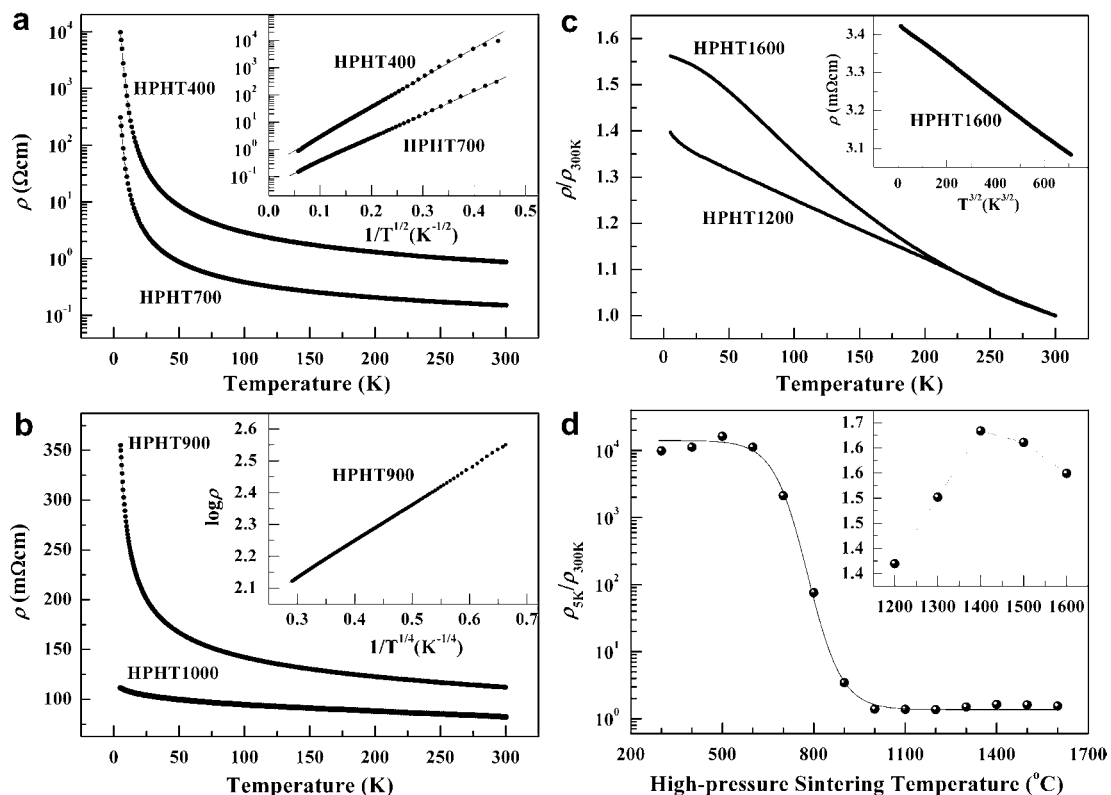 a
10^4
10^3
10^2
10^1
10^0
10^-1
ρ (Ωcm)
HPHT400
HPHT700
0 50 100 150 200 250 300
Temperature (K)
10^4
10^3
10^2
10^1
10^0
10^-1
HPHT400
HPHT700
0.0 0.1 0.2 0.3 0.4 0.5
1/T^1/2(K^-1/2)
c
1.6
1.5
1.4
1.3
1.2
1.1
1.0
ρ/ρ300K
HPHT1600
HPHT1200
0 50 100 150 200 250 300
Temperature (K)
3.4
3.3
3.2
3.1
ρ (mΩcm)
HPHT1600
0 200 400 600
T^3/2(K^3/2)
b
350
300
250
200
150
100
ρ (mΩcm)
HPHT900
HPHT1000
0 50 100 150 200 250 300
Temperature (K)
2.6
2.5
2.4
2.3
2.2
2.1
logρ
HPHT900
0.3 0.4 0.5 0.6 0.7
1/T^1/4(K^-1/4)
d
10^4
10^3
10^2
10^1
10^0
ρ5K/ρ300K
200 500 800 1100 1400 1700
High-pressure Sintering Temperature (°C)
1.7
1.6
1.6
1.5
1.5
1.4
1.4
1200 1300 1400 1500 1600